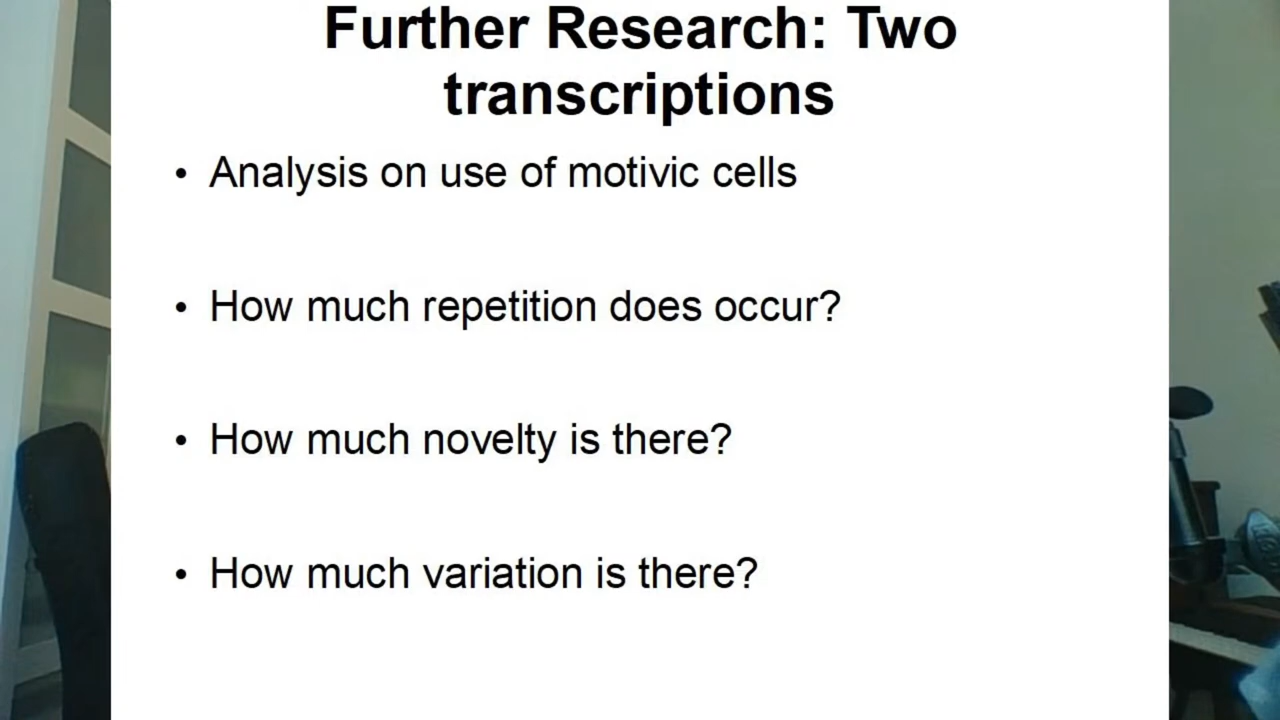 Further Research: Two
transcriptions
• Analysis on use of motivic cells
• How much repetition does occur?
• How much novelty is there?
• How much variation is there?